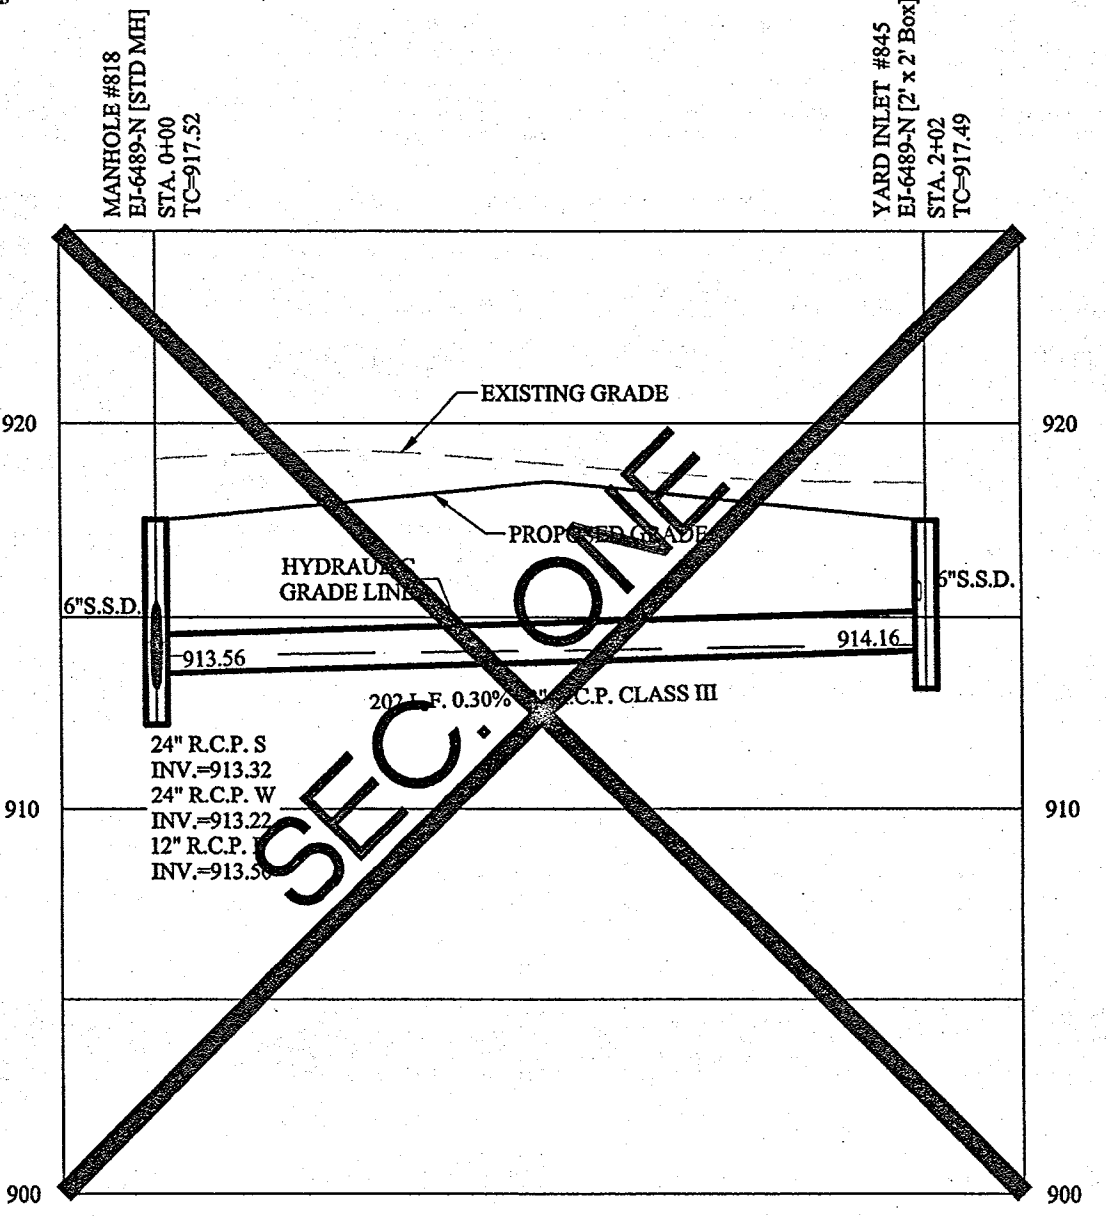 MANHOLE #818
EJ-6489-N [STD MH]
STA. 0+00
TC=917.52
YARD INLET #845
EJ-6489-N [2' x 2' Box]
STA. 2+02
TC=917.49
EXISTING GRADE
920
920
PROPOSED GRADE
HYDRAULIC
GRADE LINE
6"S.S.D.
6"S.S.D.
913.56
914.16
202 L.F. 0.30% R.C.P. CLASS III
SEC. ONE
24" R.C.P. S
INV.=913.32
24" R.C.P. W
INV.=913.22
12" R.C.P.
INV.=913.56
910
910
900
900